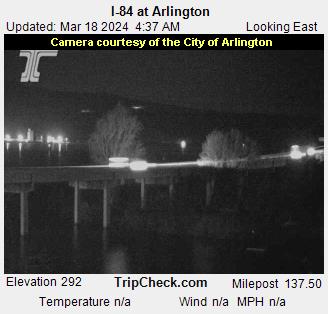 I-84 at Arlington
Updated: Mar 18 2024 4:37 AM Looking East
Camera courtesy of the City of Arlington
Elevation 292 TripCheck.com Milepost 137.50
Temperature n/a Wind n/a MPH n/a